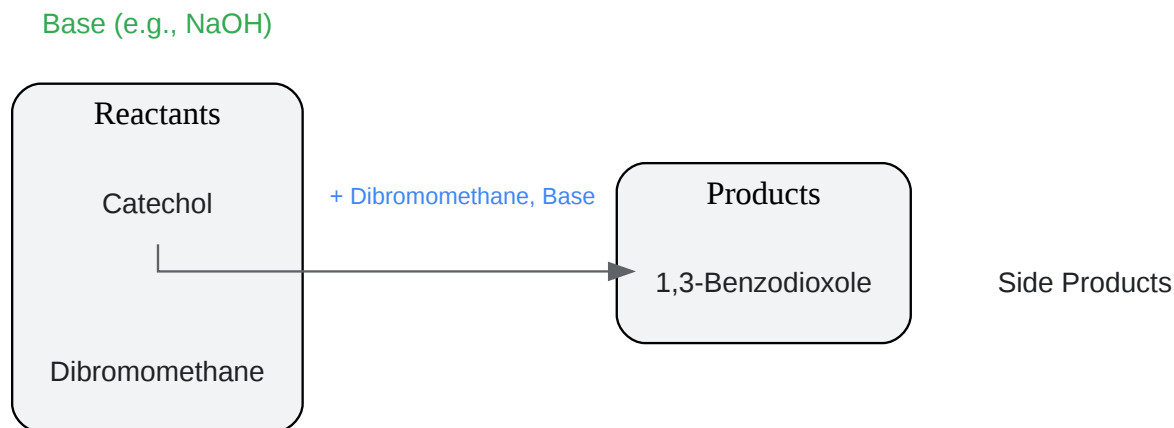 Base (e.g., NaOH)
Reactants
Catechol
+ Dibromomethane, Base
Products
1,3-Benzodioxole
Side Products
Dibromomethane